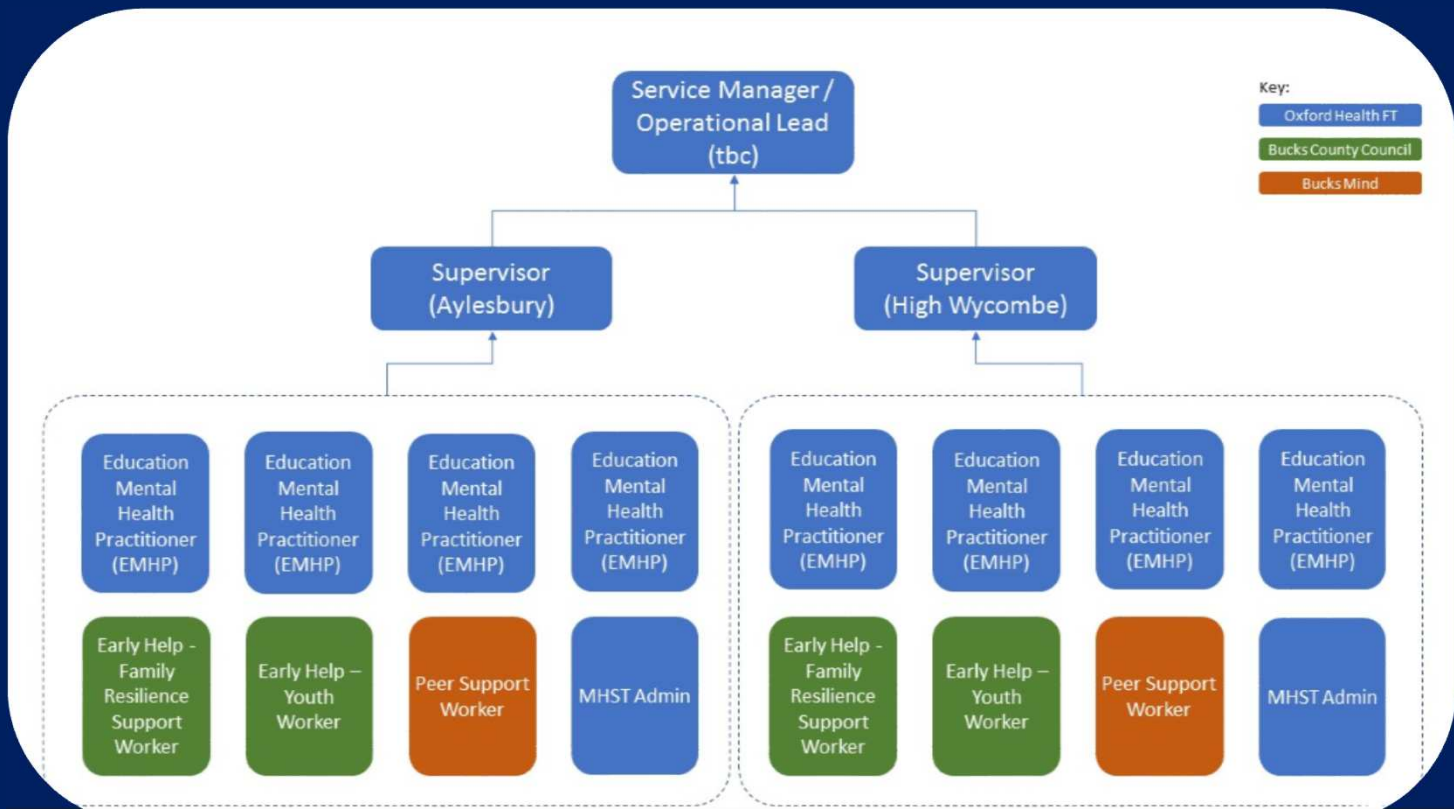 Service Manager /
Operational Lead
(tbc)
Key:
Oxford Health FT
Bucks County Council
Bucks Mind
Supervisor
(Aylesbury)
Supervisor
(High Wycombe)
Education
Mental
Health
Practitioner
(EMHP)
Education
Mental
Health
Practitioner
(EMHP)
Education
Mental
Health
Practitioner
(EMHP)
Education
Mental
Health
Practitioner
(EMHP)
Early Help -
Family
Resilience
Support
Worker
Early Help –
Youth
Worker
Peer Support
Worker
MHST Admin
Education
Mental
Health
Practitioner
(EMHP)
Education
Mental
Health
Practitioner
(EMHP)
Education
Mental
Health
Practitioner
(EMHP)
Education
Mental
Health
Practitioner
(EMHP)
Early Help -
Family
Resilience
Support
Worker
Early Help –
Youth
Worker
Peer Support
Worker
MHST Admin